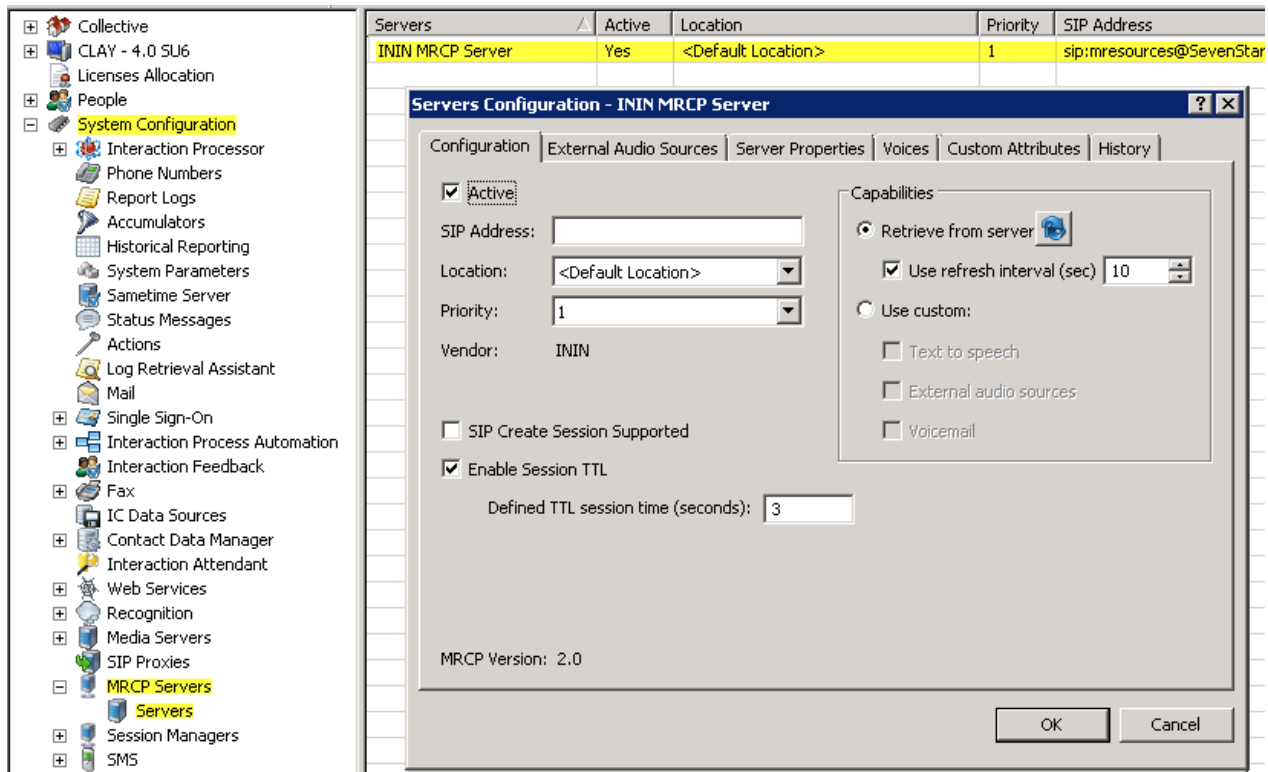 Collective
CLAY - 4.0 SU6
Licenses Allocation
People
System Configuration
Interaction Processor
Phone Numbers
Report Logs
Accumulators
Historical Reporting
System Parameters
Sametime Server
Status Messages
Actions
Log Retrieval Assistant
Mail
Single Sign-On
Interaction Process Automation
Interaction Feedback
Fax
IC Data Sources
Contact Data Manager
Interaction Attendant
Web Services
Recognition
Media Servers
SIP Proxies
MRCP Servers
Servers
Session Managers
SMS
Servers Active Location Priority SIP Address
ININ MRCP Server Yes <Default Location> 1 sip:mresources@SevenStar
Servers Configuration - ININ MRCP Server
Configuration External Audio Sources Server Properties Voices Custom Attributes History
Active
SIP Address:
Location: <Default Location>
Priority: 1
Vendor: ININ
SIP Create Session Supported
Enable Session TTL
Defined TTL session time (seconds): 3
Capabilities
Retrieve from server
Use refresh interval (sec) 10
Use custom:
Text to speech
External audio sources
Voicemail
MRCP Version: 2.0
OK Cancel